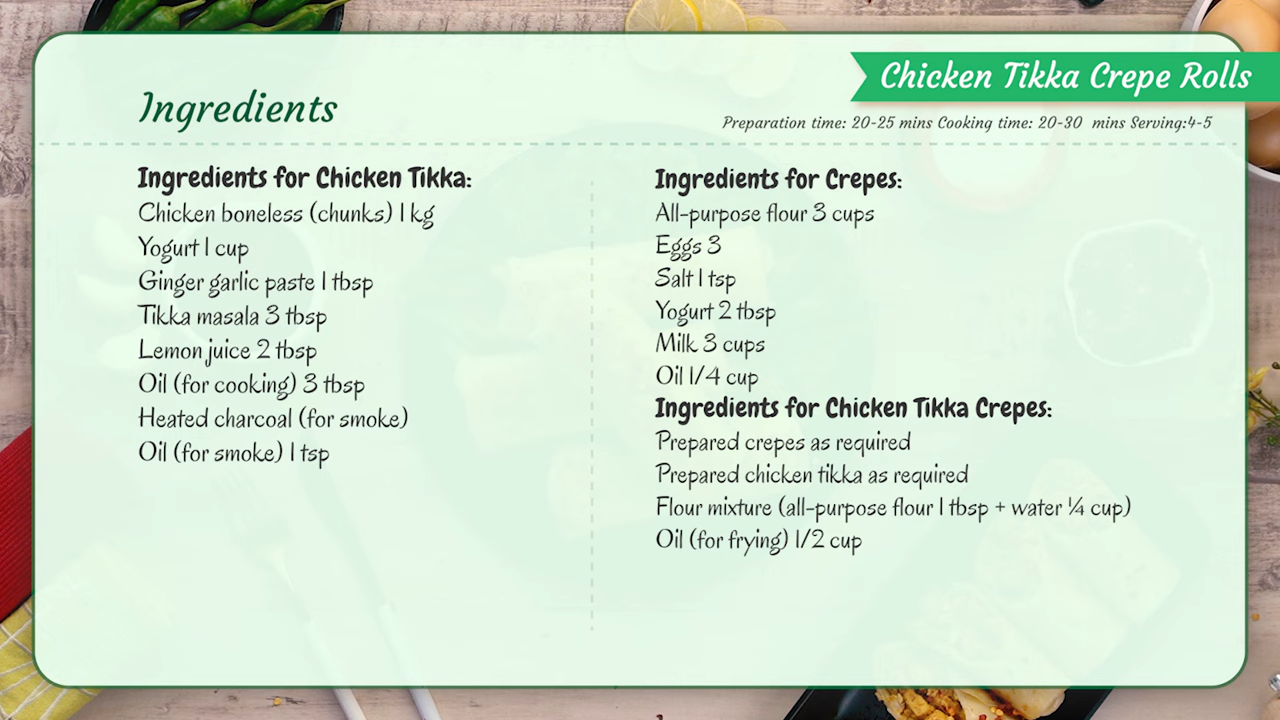 Chicken Tikka Crepe Rolls
Ingredients
Preparation time: 20-25 mins Cooking time: 20-30 mins Serving:4-5
Ingredients for Chicken Tikka:
Chicken boneless (chunks) 1 kg
Yogurt 1 cup
Ginger garlic paste 1 tbsp
Tikka masala 3 tbsp
Lemon juice 2 tbsp
Oil (for cooking) 3 tbsp
Heated charcoal (for smoke)
Oil (for smoke) 1 tsp
Ingredients for Crepes:
All-purpose flour 3 cups
Eggs 3
Salt 1 tsp
Yogurt 2 tbsp
Milk 3 cups
Oil 1/4 cup
Ingredients for Chicken Tikka Crepes:
Prepared crepes as required
Prepared chicken tikka as required
Flour mixture (all-purpose flour 1 tbsp + water ¼ cup)
Oil (for frying) 1/2 cup